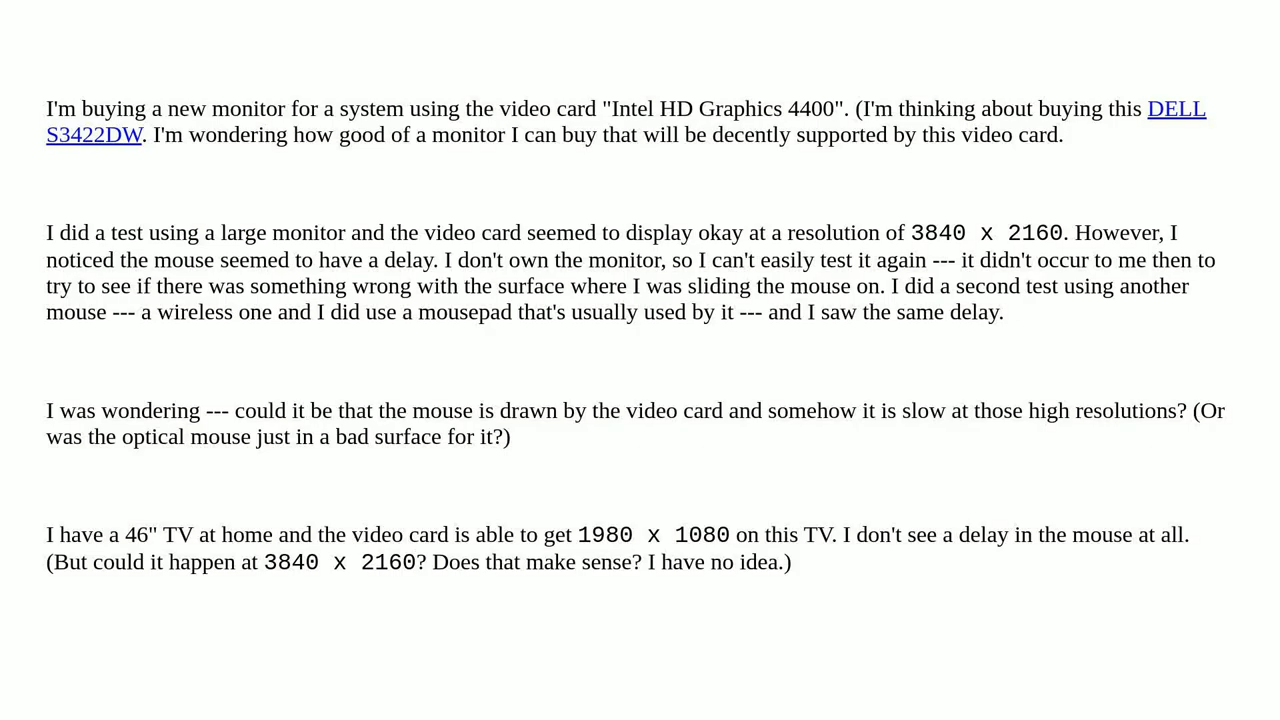 I'm buying a new monitor for a system using the video card "Intel HD Graphics 4400". (I'm thinking about buying this DELL
S3422DW. I'm wondering how good of a monitor I can buy that will be decently supported by this video card.
I did a test using a large monitor and the video card seemed to display okay at a resolution of 3840 x 2160. However, I
noticed the mouse seemed to have a delay. I don't own the monitor, so I can't easily test it again --- it didn't occur to me then to
try to see if there was something wrong with the surface where I was sliding the mouse on. I did a second test using another
mouse --- a wireless one and I did use a mousepad that's usually used by it --- and I saw the same delay.
I was wondering --- could it be that the mouse is drawn by the video card and somehow it is slow at those high resolutions? (Or
was the optical mouse just in a bad surface for it?)
I have a 46" TV at home and the video card is able to get 1980 x 1080 on this TV. I don't see a delay in the mouse at all.
(But could it happen at 3840 x 2160? Does that make sense? I have no idea.)